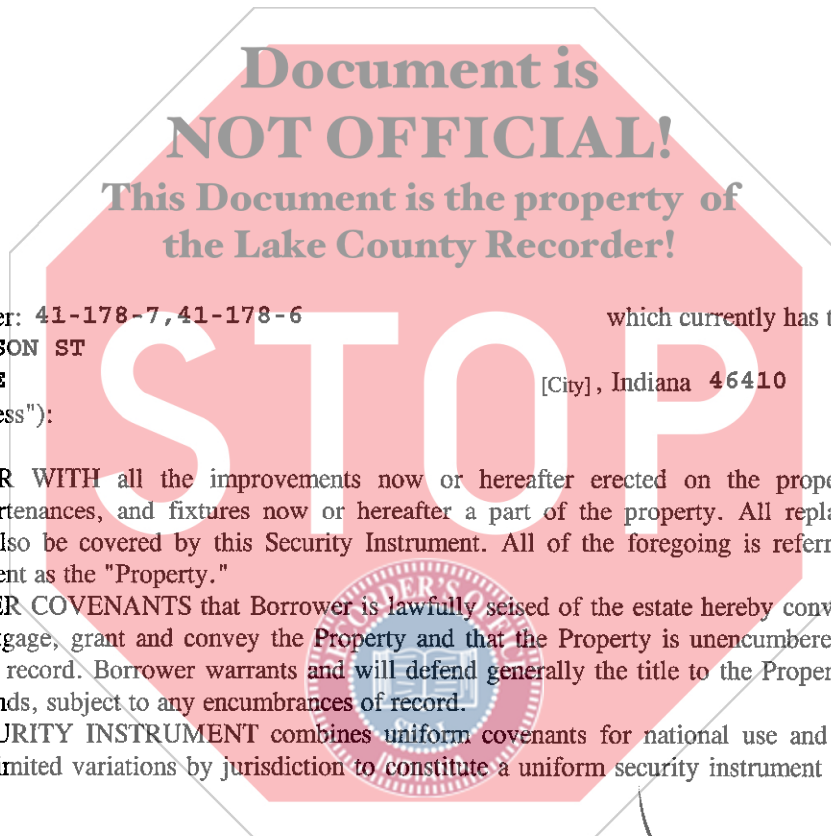 Document is
NOT OFFICIAL!
This Document is the property of
the Lake County Recorder!
er: 41-178-7,41-178-6 which currently has t
SON ST
E [City], Indiana 46410
ess"):
STOP
R WITH all the improvements now or hereafter erected on the prope
rtenances, and fixtures now or hereafter a part of the property. All repla
lso be covered by this Security Instrument. All of the foregoing is referr
ent as the "Property."
ER COVENANTS that Borrower is lawfully seised of the estate hereby conv
tgage, grant and convey the Property and that the Property is unencumbere
record. Borrower warrants and will defend generally the title to the Proper
nds, subject to any encumbrances of record.
URITY INSTRUMENT combines uniform covenants for national use and
imited variations by jurisdiction to constitute a uniform security instrument